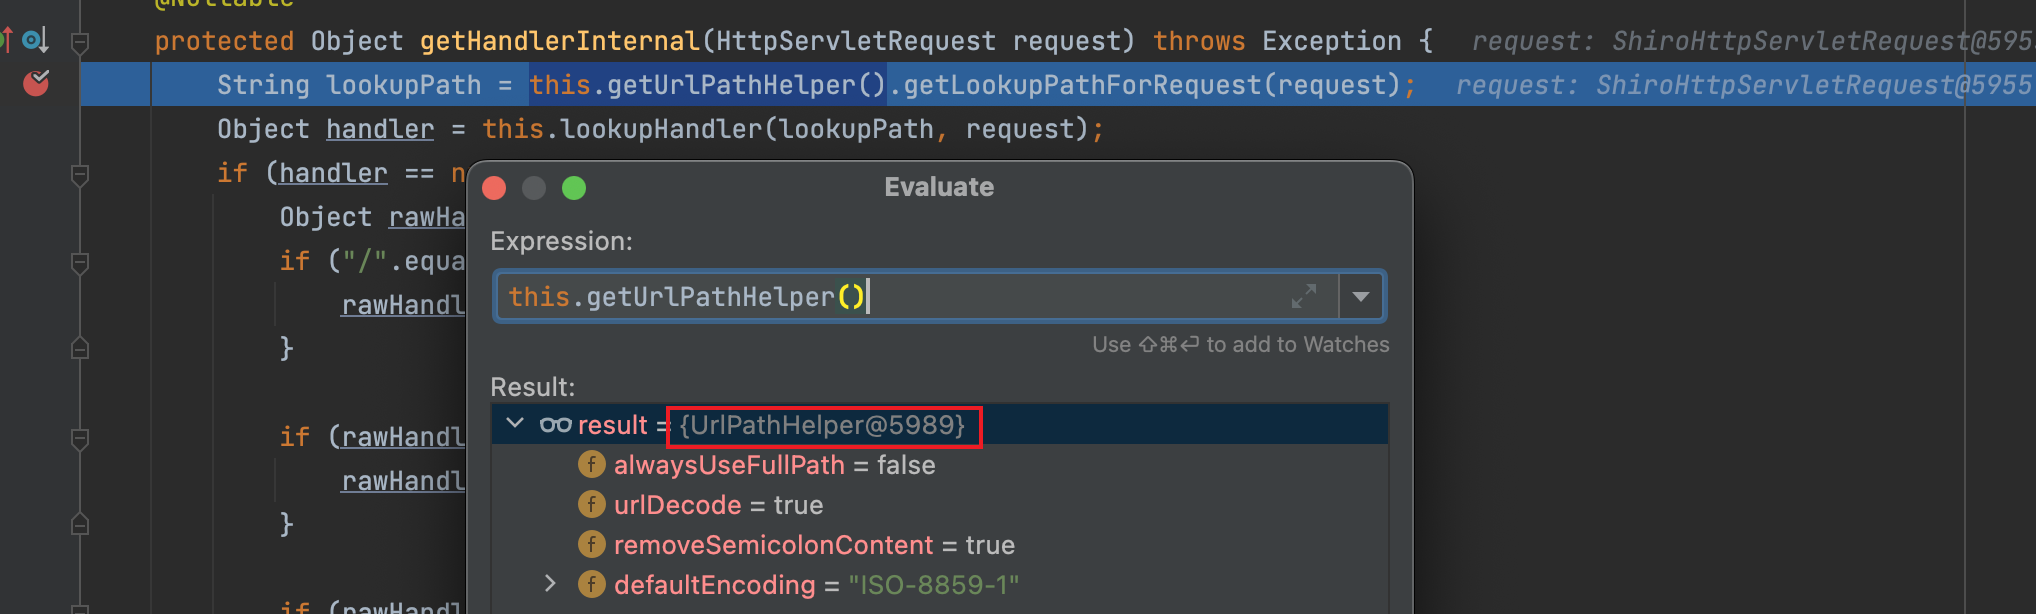 @Nullable
protected Object getHandlerInternal(HttpServletRequest request) throws Exception { request: ShiroHttpServletRequest@595
String lookupPath = this.getUrlPathHelper().getLookupPathForRequest(request); request: ShiroHttpServletRequest@5955
Object handler = this.lookupHandler(lookupPath, request);
if (handler == n
Object rawHa
if ("/".equa
rawHandl
}
if (rawHandl
rawHandl
}
if (rawHandl
Evaluate
Expression:
this.getUrlPathHelper()
Use ⇧⌘⏎ to add to Watches
Result:
result = {UrlPathHelper@5989}
f alwaysUseFullPath = false
f urlDecode = true
f removeSemicolonContent = true
f defaultEncoding = "ISO-8859-1"